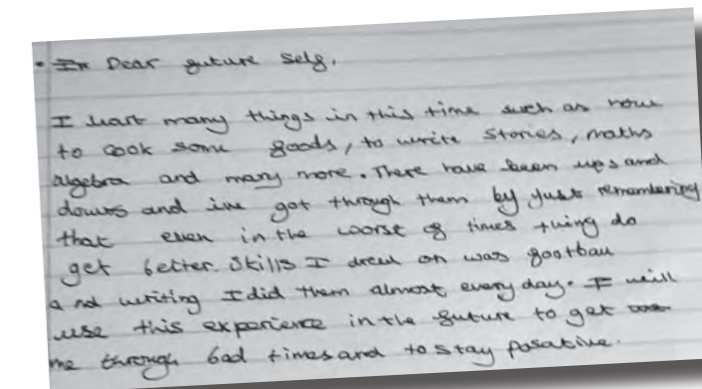 Dear future self,
I leart many things in this time such as how
to cook some foods, to write stories, maths
algebra and many more. There have been ups and
downs and ive got through them by just remembering
that even in the worst of times thing do
get better. Skills I drew on was football
and writing I did them almost every day. I will
use this experience in the future to get
me through bad times and to stay posative.